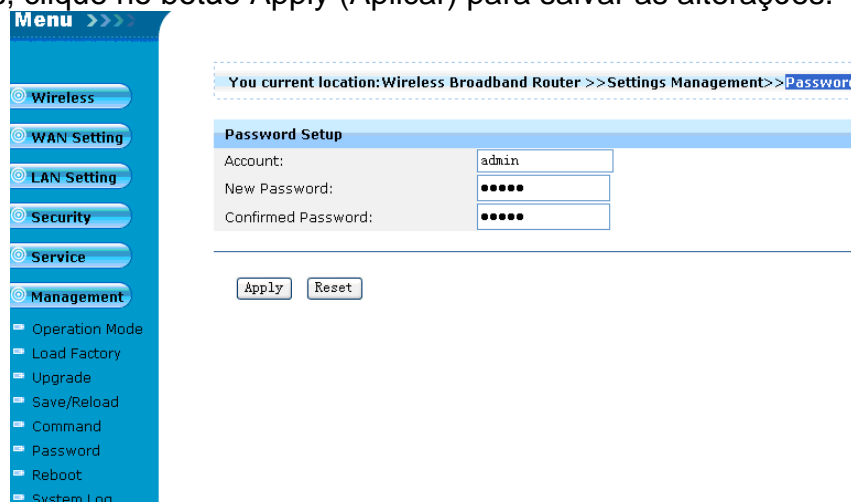 , clique no botão Apply (Aplicar) para salvar as alterações.
Menu >>>>
You current location:Wireless Broadband Router >>Settings Management>>Password
Wireless
WAN Setting
LAN Setting
Security
Service
Management
Operation Mode
Load Factory
Upgrade
Save/Reload
Command
Password
Reboot
System Log
Password Setup
Account:
admin
New Password:
●●●●●
Confirmed Password:
●●●●●
Apply
Reset